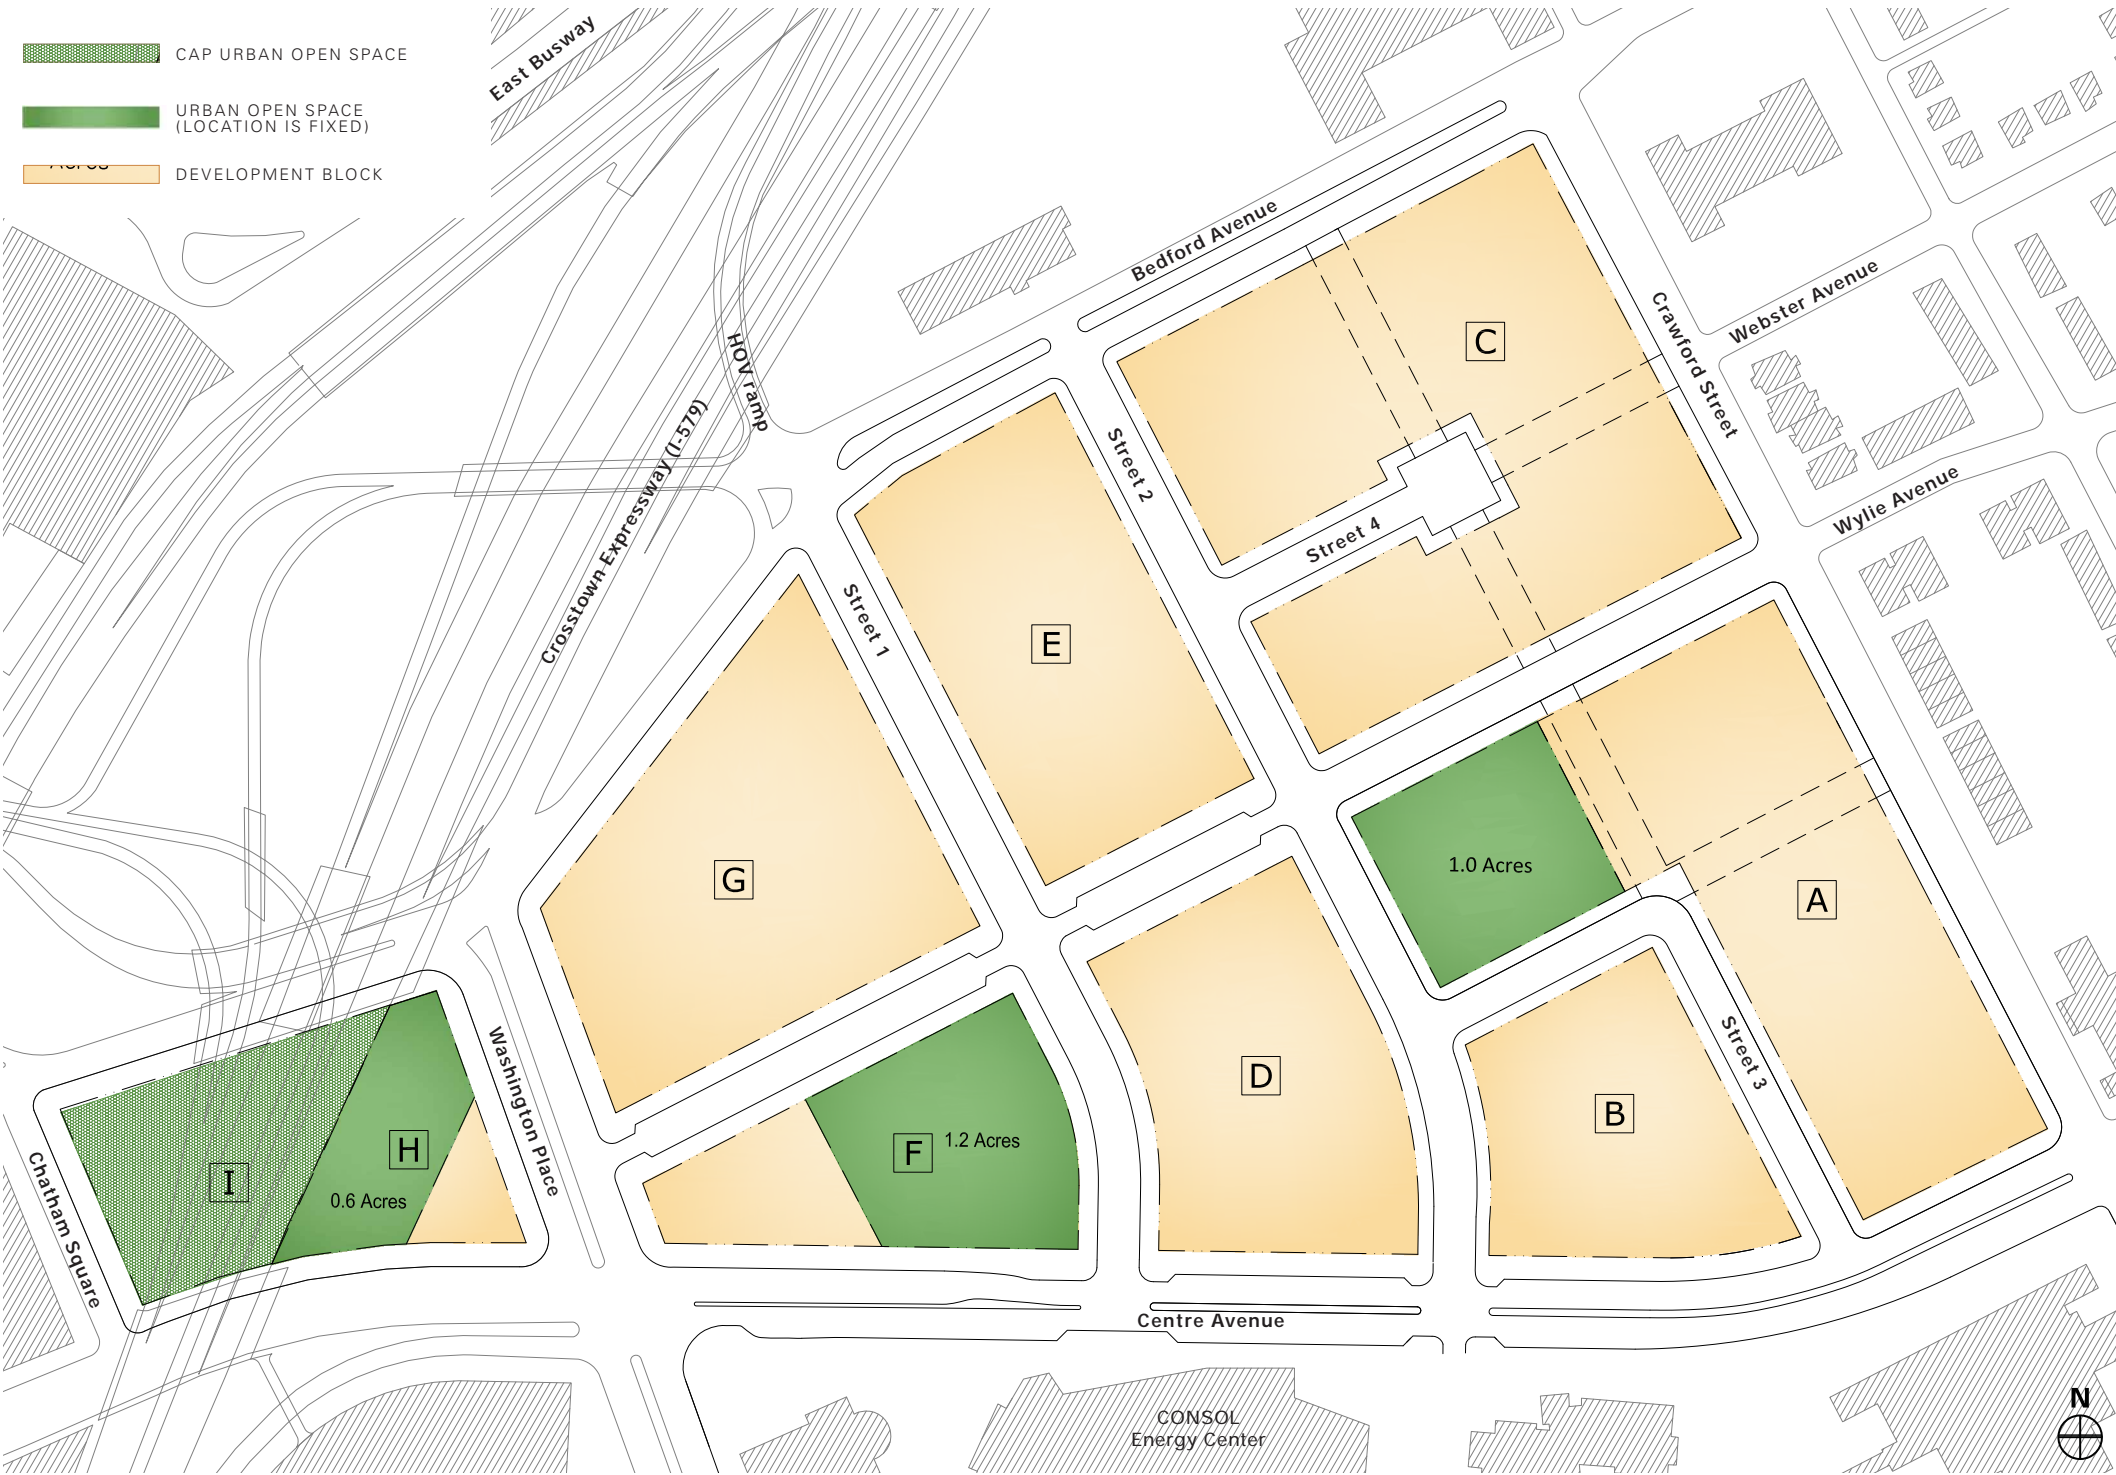 CAP URBAN OPEN SPACE
URBAN OPEN SPACE
(LOCATION IS FIXED)
DEVELOPMENT BLOCK
East Busway
Bedford Avenue
HOV ramp
Crosstown Expressway (I-579)
Crawford Street
Webster Avenue
Wylie Avenue
C
Street 2
Street 4
Street 1
E
G
1.0 Acres
A
D
B
Street 3
F
1.2 Acres
H
0.6 Acres
I
Washington Place
Chatham Square
Centre Avenue
CONSOL
Energy Center
N